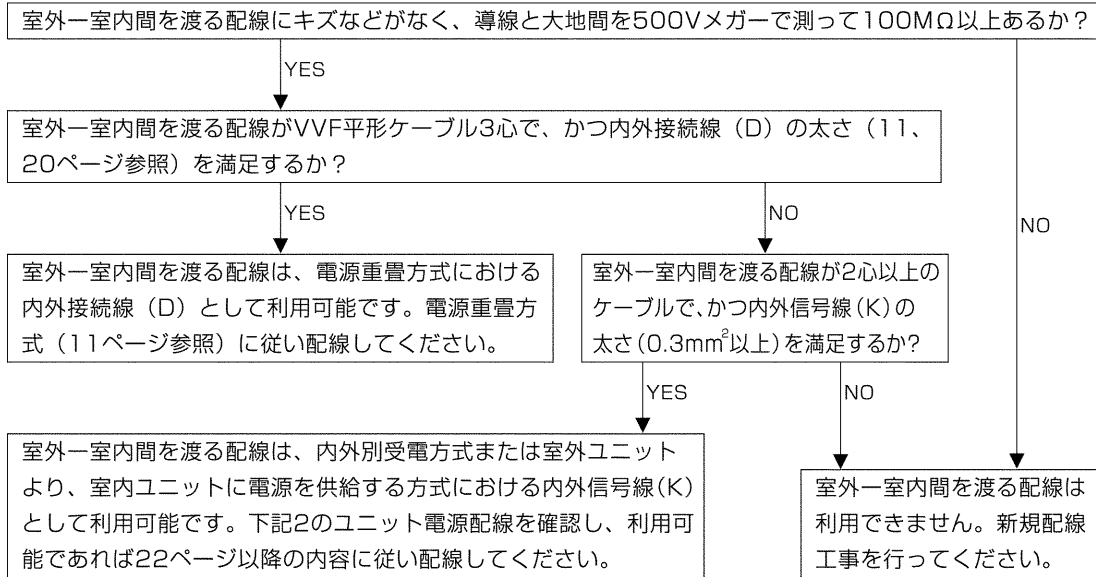 室外ー室内間を渡る配線にキズなどがなく、導線と大地間を500Vメガーで測って100MΩ以上あるか？
YES
室外ー室内間を渡る配線がVVF平形ケーブル3心で、かつ内外接続線（D）の太さ（11、
20ページ参照）を満足するか？
YES
NO
NO
室外ー室内間を渡る配線は、電源重畳方式における
内外接続線（D）として利用可能です。電源重畳方
式（11ページ参照）に従い配線してください。
室外ー室内間を渡る配線が2心以上の
ケーブルで、かつ内外信号線（K）の
太さ（0.3mm²以上）を満足するか？
YES
NO
室外ー室内間を渡る配線は、内外別受電方式または室外ユニット
より、室内ユニットに電源を供給する方式における内外信号線（K）
として利用可能です。下記2のユニット電源配線を確認し、利用可
能であれば22ページ以降の内容に従い配線してください。
室外ー室内間を渡る配線は
利用できません。新規配線
工事を行ってください。